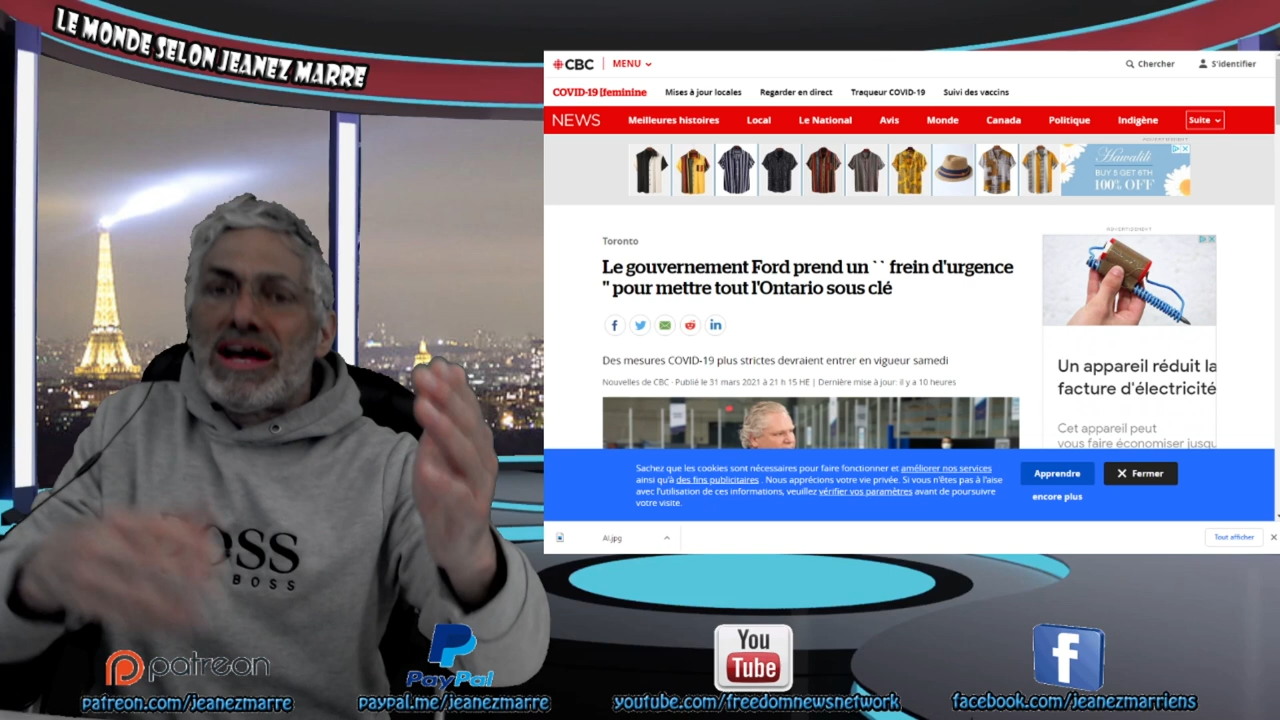 LE MONDE SELON JEANEZ MARRE
CBC
MENU
Chercher
S'identifier
COVID-19 [feminine
Mises à jour locales
Regarder en direct
Traqueur COVID-19
Suivi des vaccins
NEWS
Meilleures histoires
Local
Le National
Avis
Monde
Canada
Politique
Indigène
Suite
ADVERTISEMENT
Hawalili
BUY 5 GET 6TH
100% OFF
Toronto
Le gouvernement Ford prend un `` frein d'urgence
" pour mettre tout l'Ontario sous clé
Des mesures COVID-19 plus strictes devraient entrer en vigueur samedi
Nouvelles de CBC · Publié le 31 mars 2021 à 21 h 15 HE | Dernière mise à jour: il y a 10 heures
ADVERTISEMENT
Un appareil réduit la
facture d'électricité
Cet appareil peut
vous faire économiser jusqu
Sachez que les cookies sont nécessaires pour faire fonctionner et améliorer nos services
ainsi qu'à des fins publicitaires . Nous apprécions votre vie privée. Si vous n'êtes pas à l'aise
avec l'utilisation de ces informations, veuillez vérifier vos paramètres avant de poursuivre
votre visite.
Apprendre
encore plus
Fermer
Al.jpg
Tout afficher
BOSS
BOSS
patreon
patreon.com/jeanezmarre
PayPal
paypal.me/jeanezmarre
You
Tube
youtube.com/freedomnewsnetwork
facebook.com/jeanezmarriens